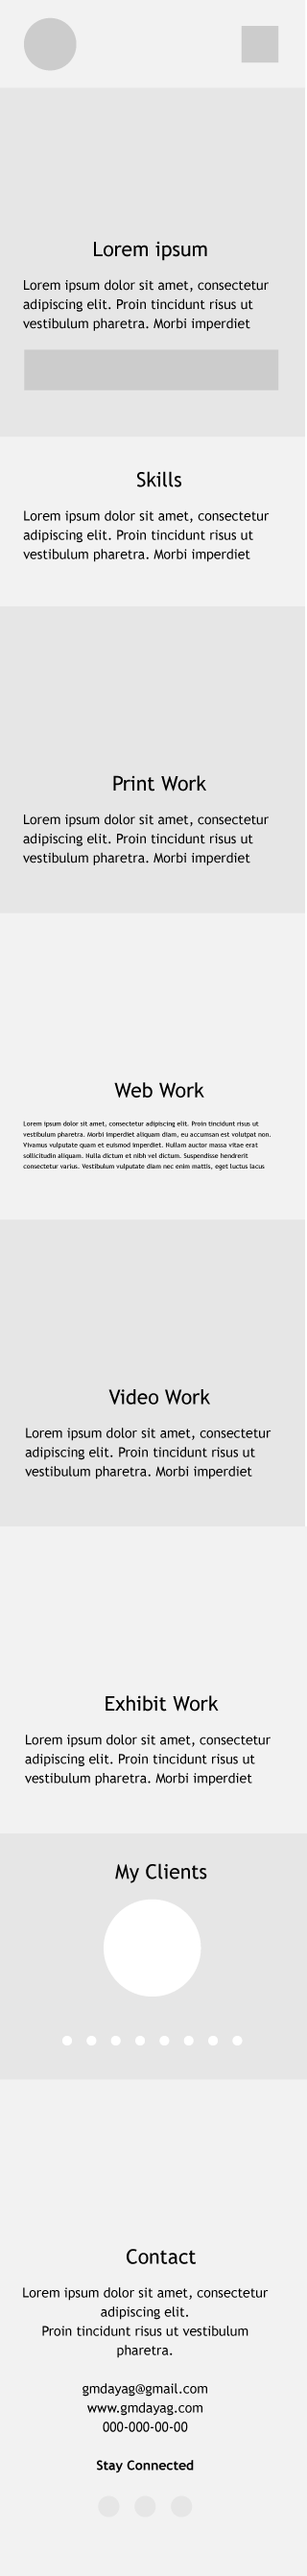 Lorem ipsum
Lorem ipsum dolor sit amet, consectetur
adipiscing elit. Proin tincidunt risus ut
vestibulum pharetra. Morbi imperdiet
Skills
Lorem ipsum dolor sit amet, consectetur
adipiscing elit. Proin tincidunt risus ut
vestibulum pharetra. Morbi imperdiet
Print Work
Lorem ipsum dolor sit amet, consectetur
adipiscing elit. Proin tincidunt risus ut
vestibulum pharetra. Morbi imperdiet
Web Work
Lorem ipsum dolor sit amet, consectetur adipiscing elit. Proin tincidunt risus ut
vestibulum pharetra. Morbi imperdiet aliquam diam, eu accumsan est volutpat non.
Vivamus vulputate quam et euismod imperdiet. Nullam auctor massa vitae erat
sollicitudin aliquam. Nulla dictum et nibh vel dictum. Suspendisse hendrerit
consectetur varius. Vestibulum vulputate diam nec enim mattis, eget luctus lacus
Video Work
Lorem ipsum dolor sit amet, consectetur
adipiscing elit. Proin tincidunt risus ut
vestibulum pharetra. Morbi imperdiet
Exhibit Work
Lorem ipsum dolor sit amet, consectetur
adipiscing elit. Proin tincidunt risus ut
vestibulum pharetra. Morbi imperdiet
My Clients
Contact
Lorem ipsum dolor sit amet, consectetur
adipiscing elit.
Proin tincidunt risus ut vestibulum
pharetra.
gmdayag@gmail.com
www.gmdayag.com
000-000-00-00
Stay Connected